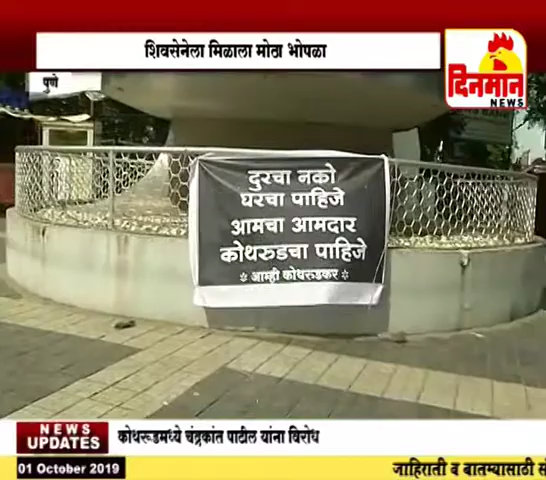 शिवसेनेला मिळाला मोठा भोपळा
दिनमान
NEWS
पुणे
दुरचा नको
घरचा पाहिजे
आमचा आमदार
कोथरुडचा पाहिजे
※ आम्ही कोथरुडकर ※
NEWS
UPDATES
कोथरूडमध्ये चंद्रकांत पाटील यांना विरोध
01 October 2019
जाहिराती व बातम्यासाठी सं